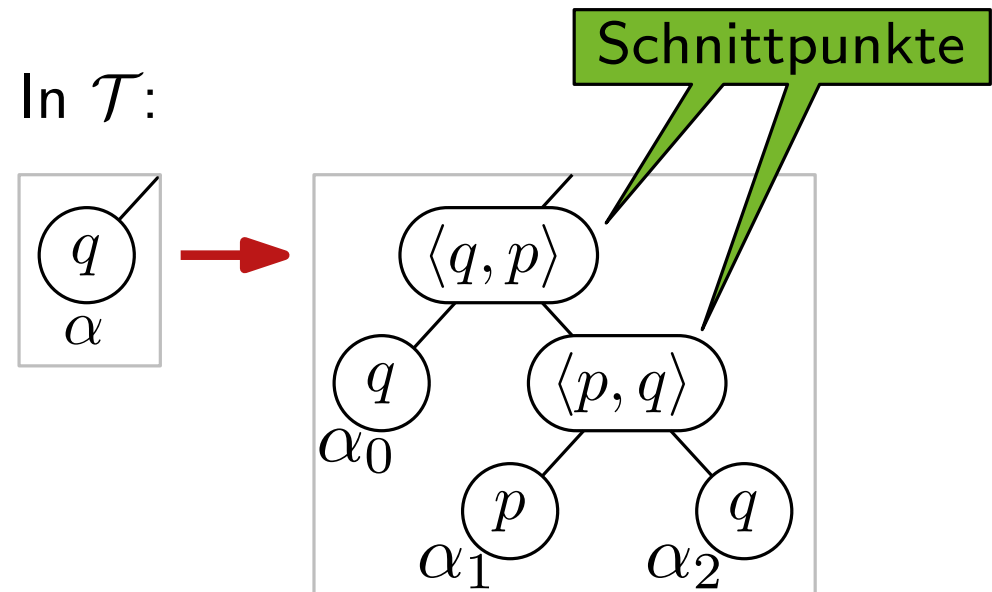 Schnittpunkte
In 𝒯:
q
α
⟨q, p⟩
q
α₀
⟨p, q⟩
p
α₁
q
α₂